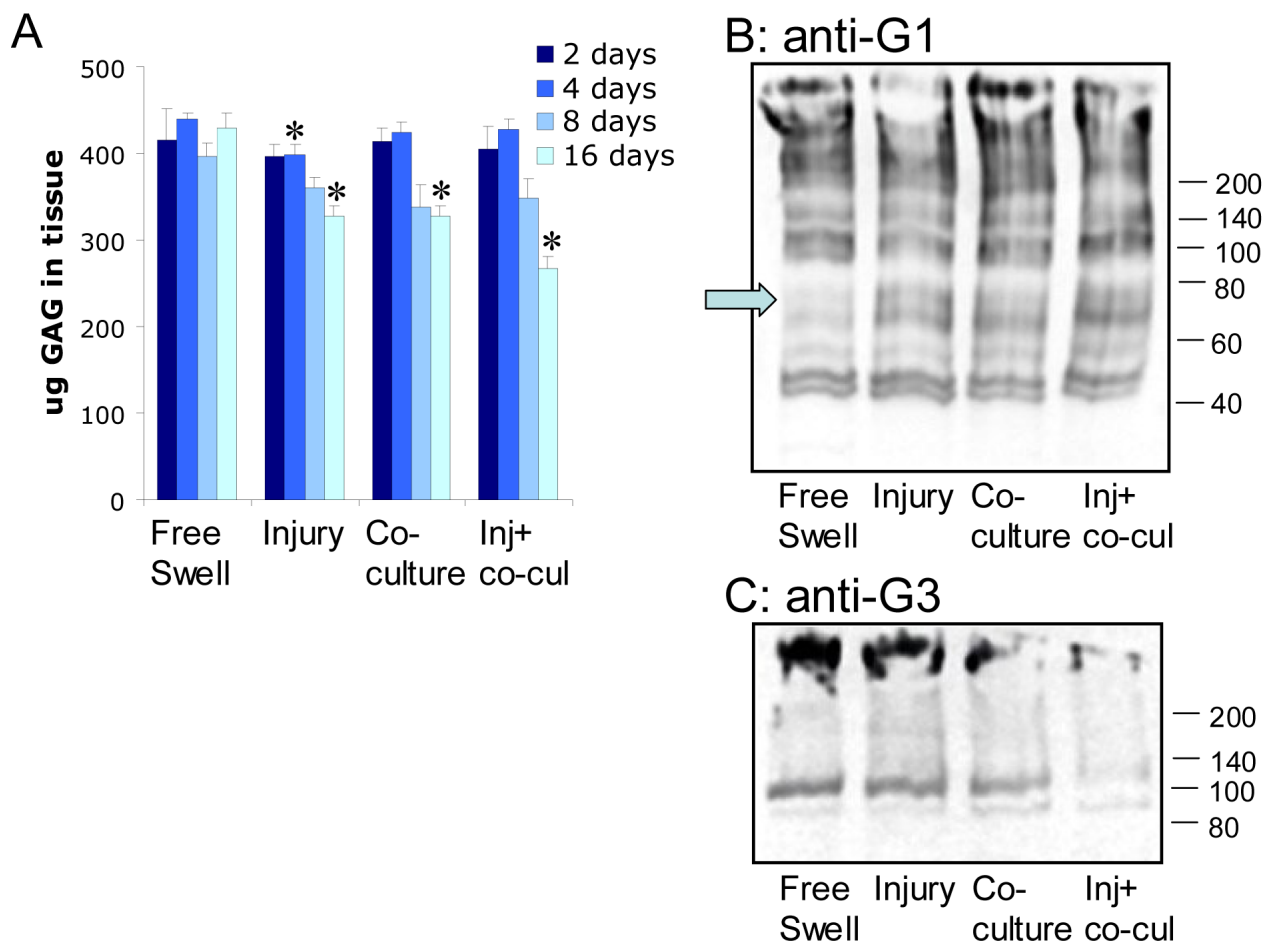 A
ug GAG in tissue
500
400
300
200
100
0
2 days
4 days
8 days
16 days
*
*
*
*
Free
Swell
Injury
Co-
culture
Inj+
co-cul
B: anti-G1
200
140
100
80
60
40
Free
Swell
Injury
Co-
culture
Inj+
co-cul
C: anti-G3
200
140
100
80
Free
Swell
Injury
Co-
culture
Inj+
co-cul